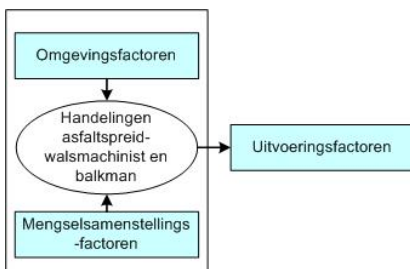 Omgevingsfactoren
Handelingen
asfaltspreid-
walsmachinist en
balkman
Uitvoeringsfactoren
Mengselsamenstellings
-factoren